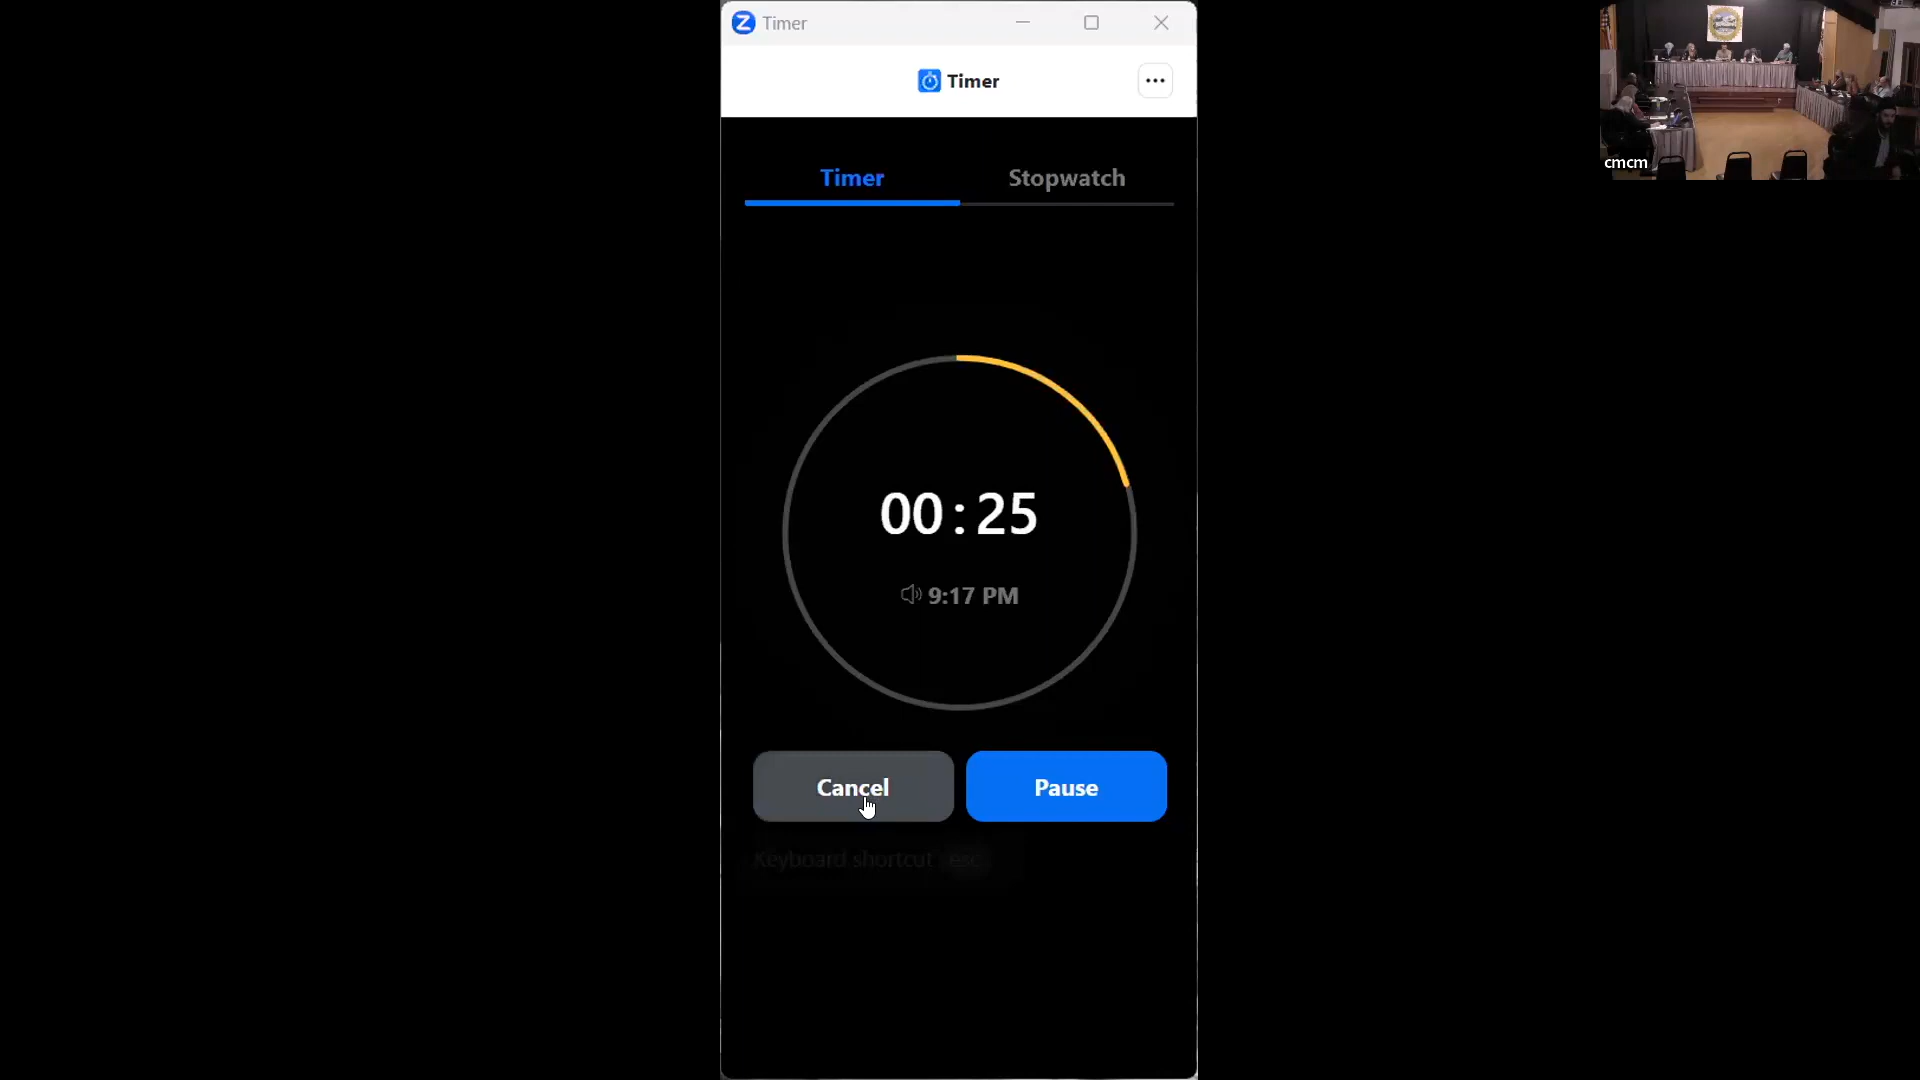 Timer
Timer
Timer Stopwatch
00:25
9:17 PM
Cancel Pause
Keyboard shortcut esc
cmcm